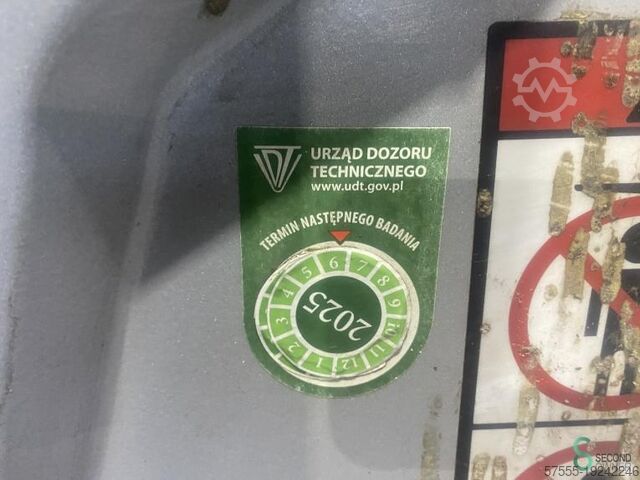 UDT
URZĄD DOZORU
TECHNICZNEGO
www.udt.gov.pl
TERMIN NASTĘPNEGO BADANIA
1 2 3 4 5 6 7 8 9 10 11 12
2025
SECOND
57555-19242246